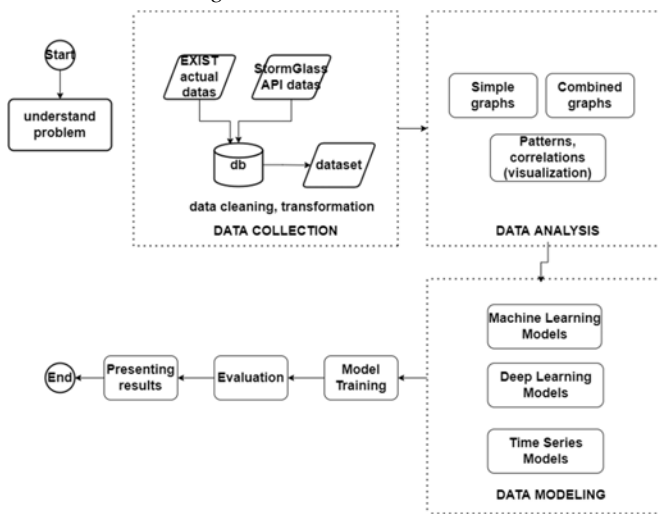 Start
understand
problem
EXIST
actual
datas
StormGlass
API datas
db
dataset
data cleaning, transformation
DATA COLLECTION
Simple
graphs
Combined
graphs
Patterns,
correlations
(visualization)
DATA ANALYSIS
Machine Learning
Models
Deep Learning
Models
Time Series
Models
DATA MODELING
Model
Training
Evaluation
Presenting
results
End